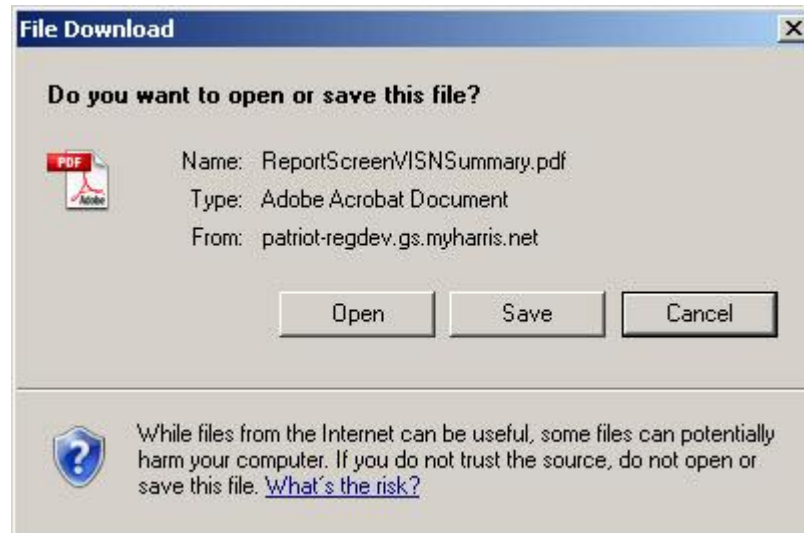 File Download
Do you want to open or save this file?
PDF
Adobe
Name: ReportScreenVISNSummary.pdf
Type: Adobe Acrobat Document
From: patriot-regdev.gs.myharris.net
Open Save Cancel
While files from the Internet can be useful, some files can potentially
harm your computer. If you do not trust the source, do not open or
save this file. What's the risk?